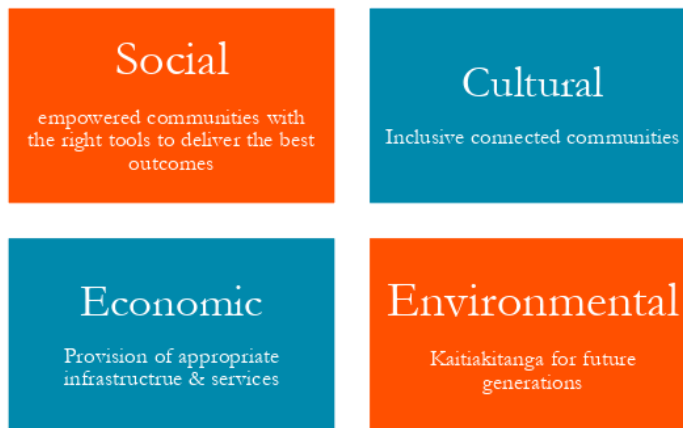 Social
empowered communities with
the right tools to deliver the best
outcomes
Cultural
Inclusive connected communities
Economic
Provision of appropriate
infrastructrue & services
Environmental
Kaitiakitanga for future
generations